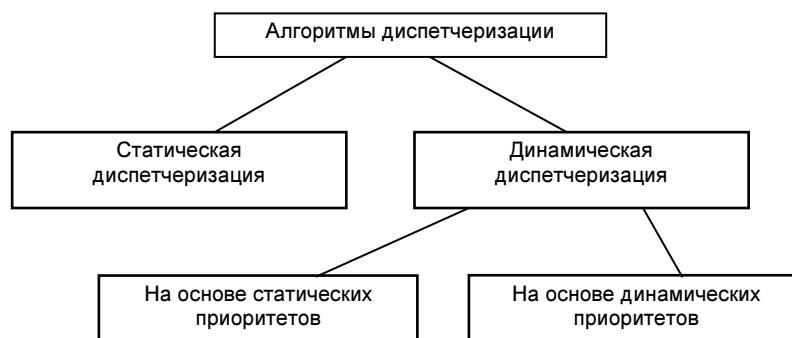 Алгоритмы диспетчеризации
Статическая
диспетчеризация
Динамическая
диспетчеризация
На основе статических
приоритетов
На основе динамических
приоритетов